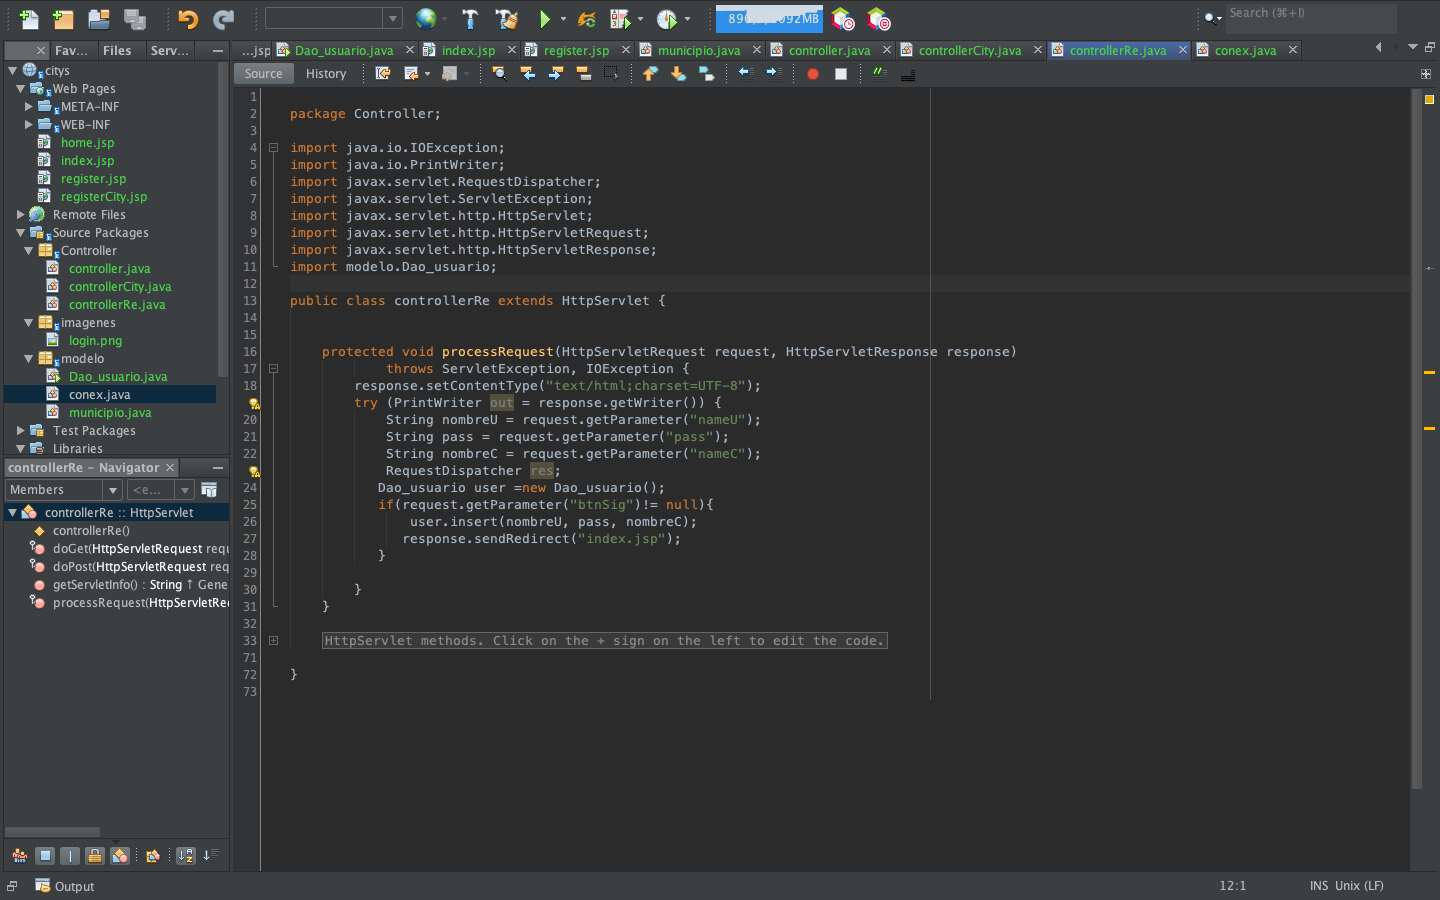 896,5/1092MB
Search (⌘+I)
Fav...
Files
Serv...
...jsp
Dao_usuario.java
index.jsp
register.jsp
municipio.java
controller.java
controllerCity.java
controllerRe.java
conex.java
Source
History
citys
Web Pages
META-INF
WEB-INF
home.jsp
index.jsp
register.jsp
registerCity.jsp
Remote Files
Source Packages
Controller
controller.java
controllerCity.java
controllerRe.java
imagenes
login.png
modelo
Dao_usuario.java
conex.java
municipio.java
Test Packages
Libraries
controllerRe - Navigator
Members
<e...
controllerRe :: HttpServlet
controllerRe()
doGet(HttpServletRequest requ
doPost(HttpServletRequest req
getServletInfo() : String ↑ Gene
processRequest(HttpServletRe
1
2 package Controller;
3
4 import java.io.IOException;
5 import java.io.PrintWriter;
6 import javax.servlet.RequestDispatcher;
7 import javax.servlet.ServletException;
8 import javax.servlet.http.HttpServlet;
9 import javax.servlet.http.HttpServletRequest;
10 import javax.servlet.http.HttpServletResponse;
11 import modelo.Dao_usuario;
12
13 public class controllerRe extends HttpServlet {
14
15
16 protected void processRequest(HttpServletRequest request, HttpServletResponse response)
17 throws ServletException, IOException {
18 response.setContentType("text/html;charset=UTF-8");
try (PrintWriter out = response.getWriter()) {
20 String nombreU = request.getParameter("nameU");
21 String pass = request.getParameter("pass");
22 String nombreC = request.getParameter("nameC");
RequestDispatcher res;
24 Dao_usuario user =new Dao_usuario();
25 if(request.getParameter("btnSig")!= null){
26 user.insert(nombreU, pass, nombreC);
27 response.sendRedirect("index.jsp");
28 }
29
30 }
31 }
32
33 HttpServlet methods. Click on the + sign on the left to edit the code.
71
72 }
73
Output
12:1
INS Unix (LF)